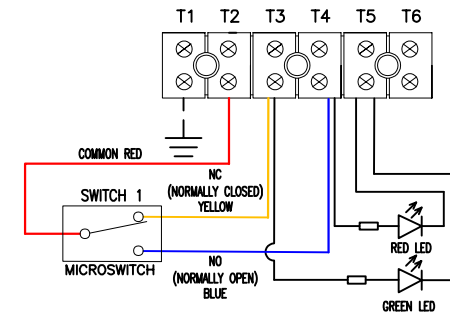 T1 T2 T3 T4 T5 T6
COMMON RED
NC
(NORMALLY CLOSED)
YELLOW
SWITCH 1
MICROSWITCH
NO
(NORMALLY OPEN)
BLUE
RED LED
GREEN LED